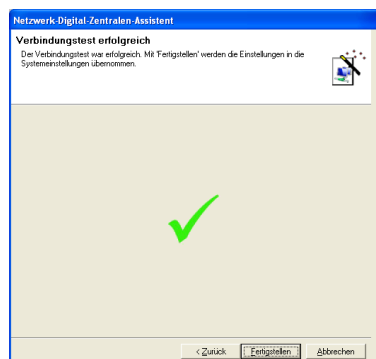 Netzwerk-Digital-Zentralen-Assistent
Verbindungstest erfolgreich
Der Verbindungstest war erfolgreich. Mit 'Fertigstellen' werden die Einstellungen in die
Systemeinstellungen übernommen.
< Zurück Fertigstellen Abbrechen